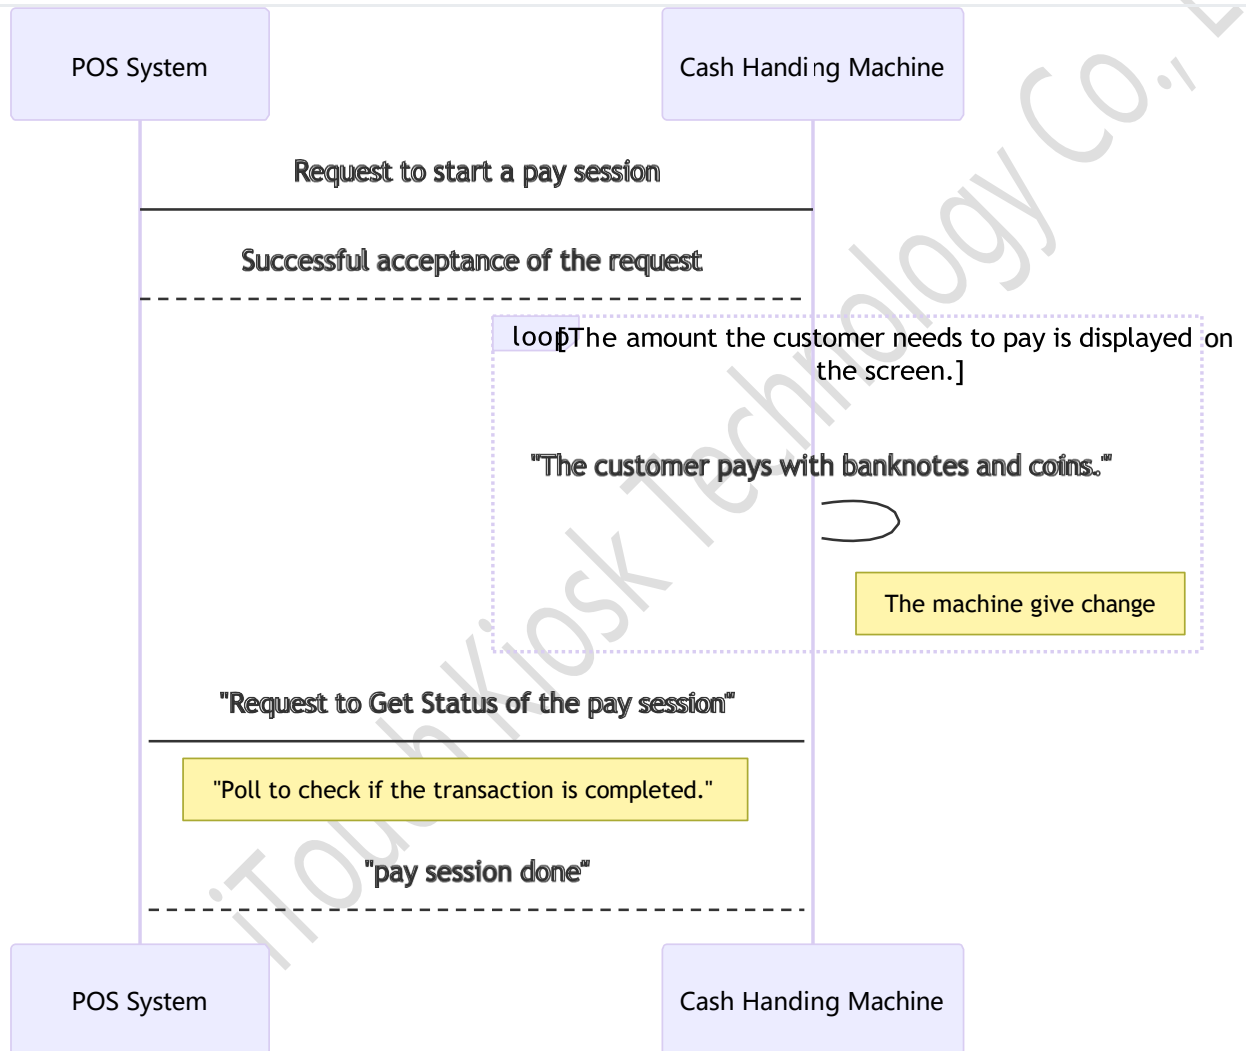 POS System
Cash Handing Machine
Request to start a pay session
Successful acceptance of the request
loop
[The amount the customer needs to pay is displayed on
the screen.]
"The customer pays with banknotes and coins."
The machine give change
"Request to Get Status of the pay session"
"Poll to check if the transaction is completed."
"pay session done"
POS System
Cash Handing Machine
iTouch Kiosk Technology Co.,